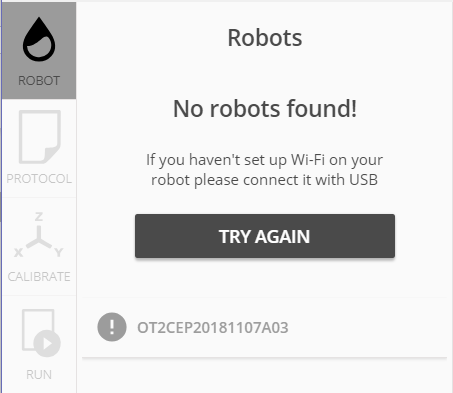 Robots
ROBOT
No robots found!
If you haven't set up Wi-Fi on your
robot please connect it with USB
PROTOCOL
TRY AGAIN
Z
X Y
CALIBRATE
OT2CEP20181107A03
RUN